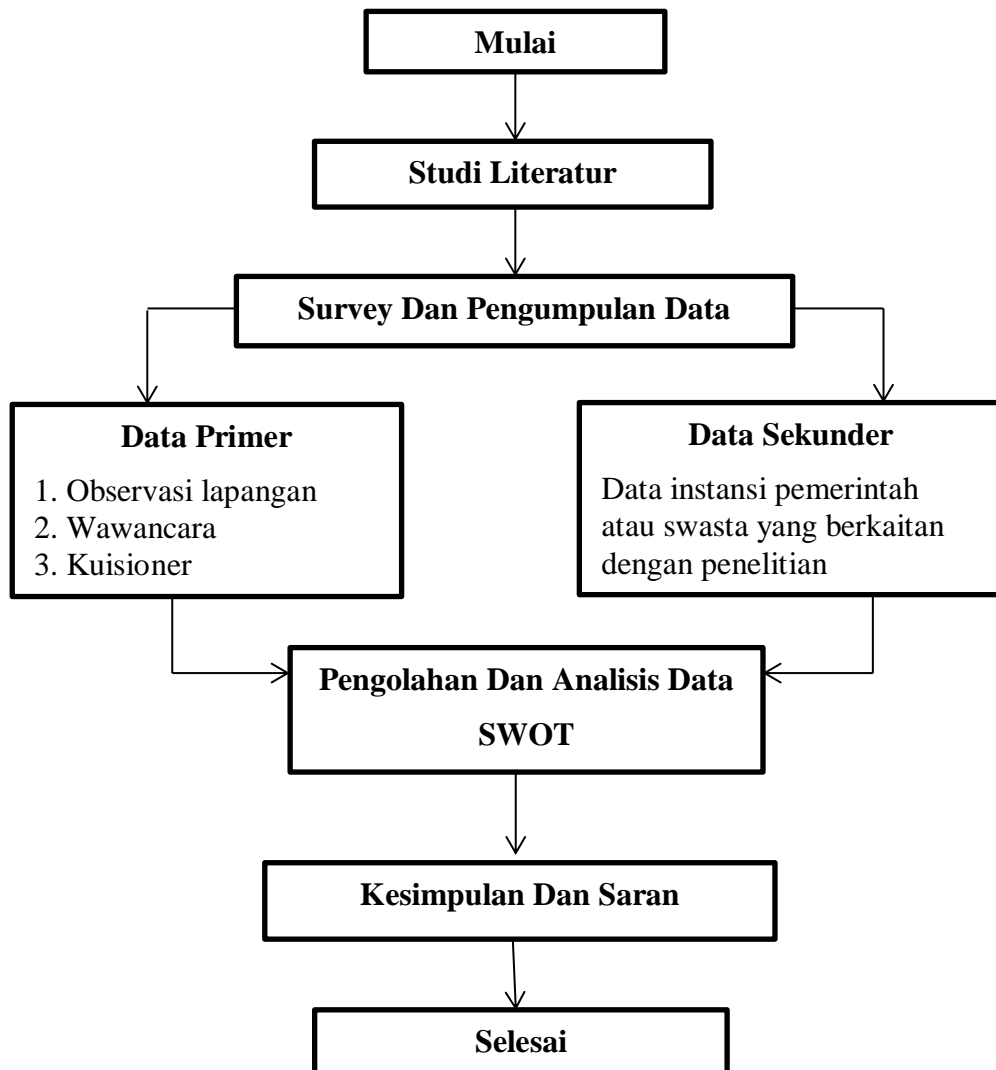 Mulai
Studi Literatur
Survey Dan Pengumpulan Data
Data Primer
1. Observasi lapangan
2. Wawancara
3. Kuisioner
Data Sekunder
Data instansi pemerintah
atau swasta yang berkaitan
dengan penelitian
Pengolahan Dan Analisis Data
SWOT
Kesimpulan Dan Saran
Selesai